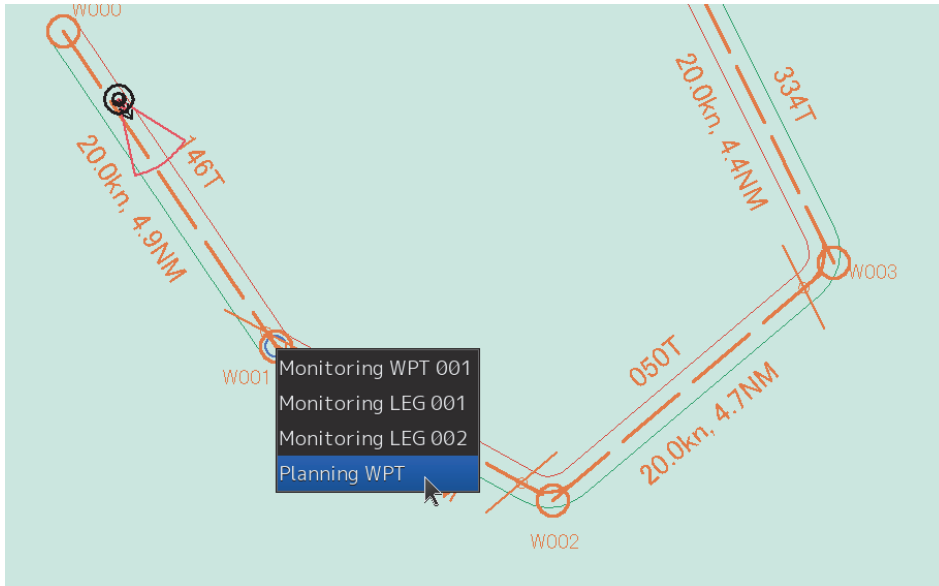 W000
146T
20.0kn, 4.9NM
W001
Monitoring WPT 001
Monitoring LEG 001
Monitoring LEG 002
Planning WPT
W002
050T
20.0kn, 4.7NM
W003
334T
20.0kn, 4.4NM